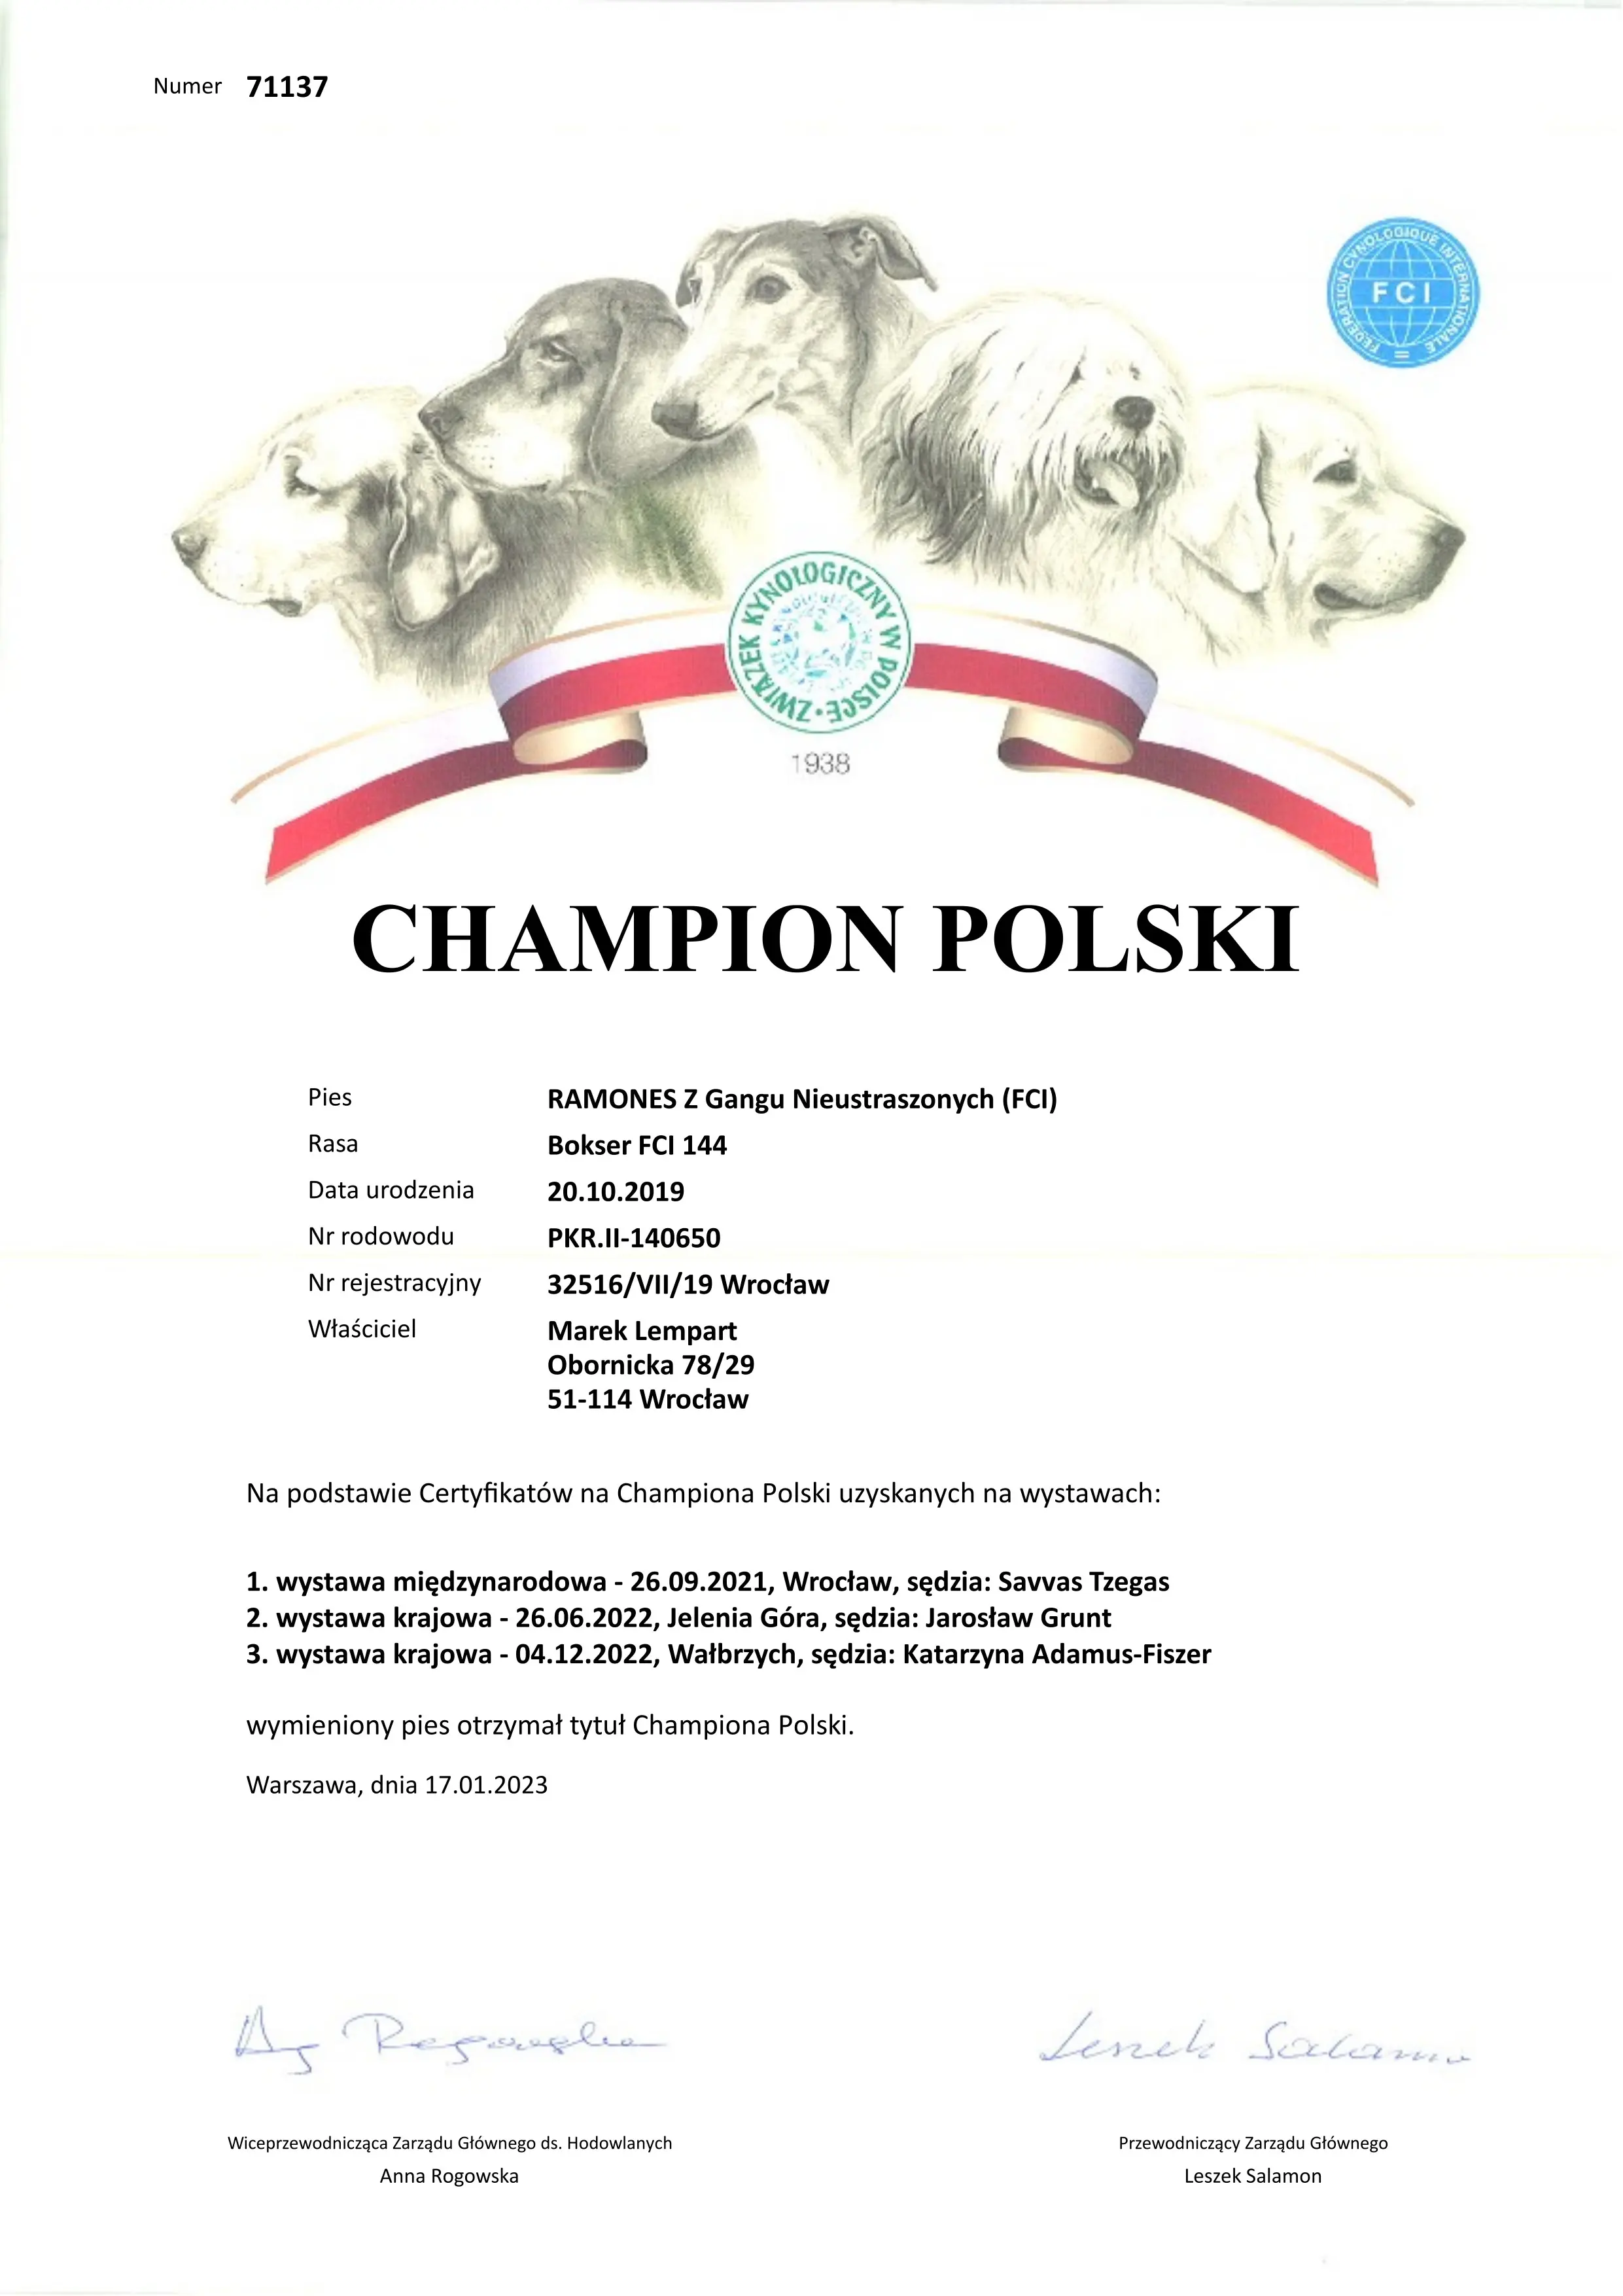 Numer 71137
FEDERATION CYNOLOGIQUE INTERNATIONALE
FCI
ZWIĄZEK KYNOLOGICZNY W POLSCE
1938
CHAMPION POLSKI
Pies RAMONES Z Gangu Nieustraszonych (FCI)
Rasa Bokser FCI 144
Data urodzenia 20.10.2019
Nr rodowodu PKR.II-140650
Nr rejestracyjny 32516/VII/19 Wrocław
Właściciel Marek Lempart
Obornicka 78/29
51-114 Wrocław
Na podstawie Certyfikatów na Championa Polski uzyskanych na wystawach:
1. wystawa międzynarodowa - 26.09.2021, Wrocław, sędzia: Savvas Tzegas
2. wystawa krajowa - 26.06.2022, Jelenia Góra, sędzia: Jarosław Grunt
3. wystawa krajowa - 04.12.2022, Wałbrzych, sędzia: Katarzyna Adamus-Fiszer
wymieniony pies otrzymał tytuł Championa Polski.
Warszawa, dnia 17.01.2023
Leszek Salamon
Wiceprzewodnicząca Zarządu Głównego ds. Hodowlanych
Anna Rogowska
Przewodniczący Zarządu Głównego
Leszek Salamon